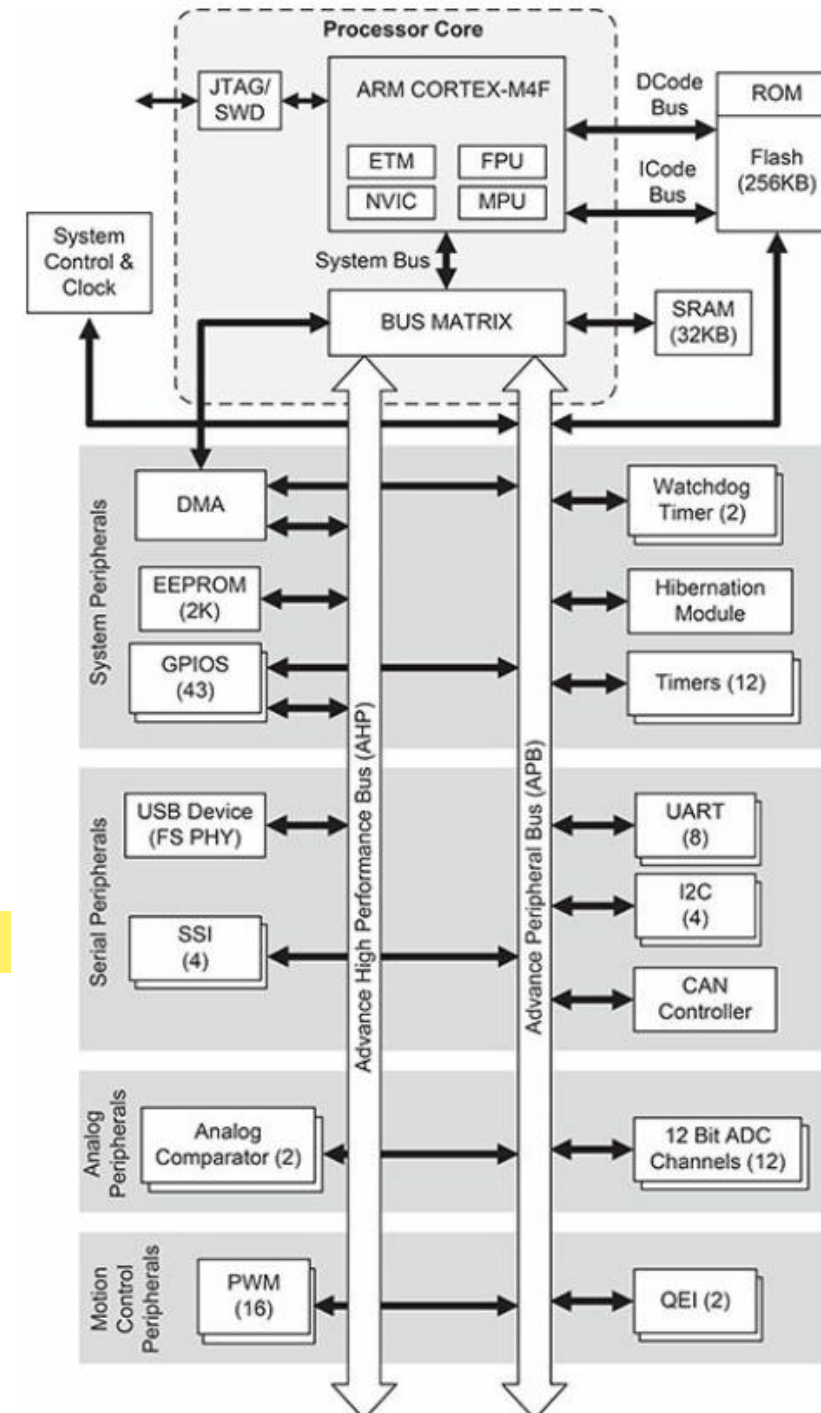 Processor Core
JTAG/
SWD
ARM CORTEX-M4F
ETM
FPU
NVIC
MPU
DCode
Bus
ICode
Bus
ROM
Flash
(256KB)
System
Control &
Clock
System Bus
BUS MATRIX
SRAM
(32KB)
System Peripherals
DMA
EEPROM
(2K)
GPIOS
(43)
Watchdog
Timer (2)
Hibernation
Module
Timers (12)
Advance High Performance Bus (AHP)
Advance Peripheral Bus (APB)
Serial Peripherals
USB Device
(FS PHY)
SSI
(4)
UART
(8)
I2C
(4)
CAN
Controller
Analog
Peripherals
Analog
Comparator (2)
12 Bit ADC
Channels (12)
Motion
Control
Peripherals
PWM
(16)
QEI (2)